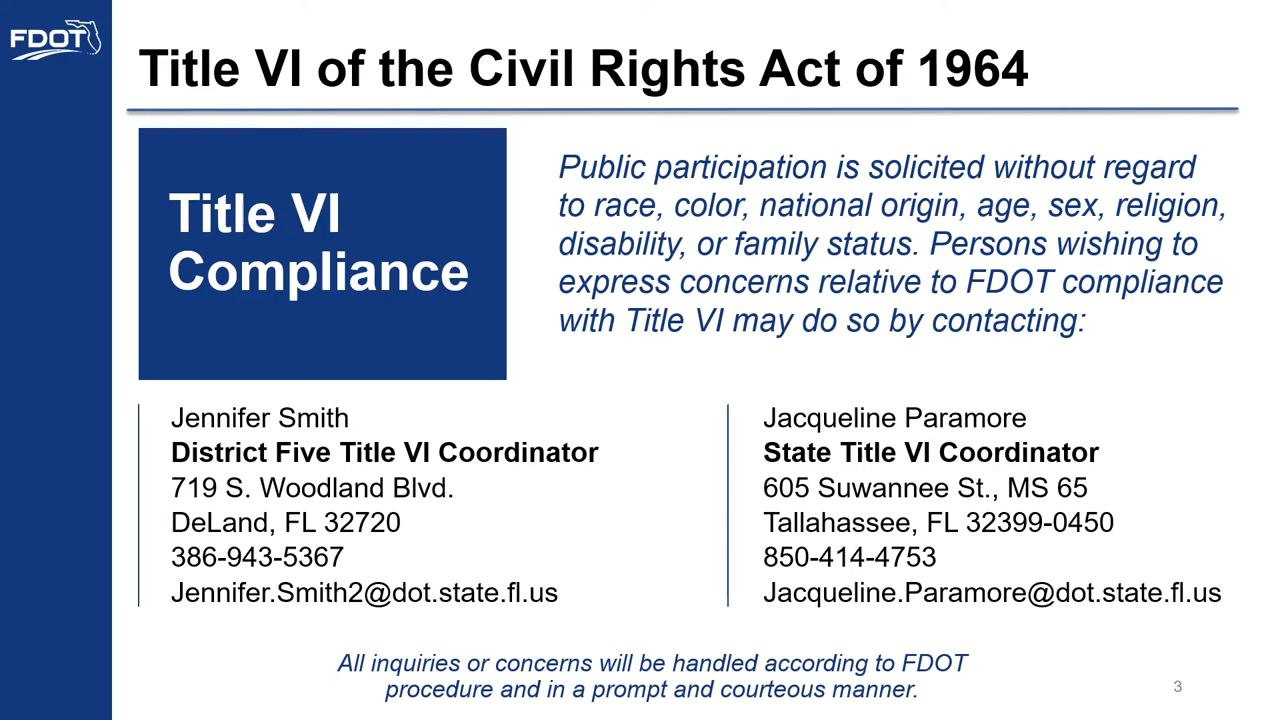 FDOT
Title VI of the Civil Rights Act of 1964
Title VI
Compliance
Public participation is solicited without regard
to race, color, national origin, age, sex, religion,
disability, or family status. Persons wishing to
express concerns relative to FDOT compliance
with Title VI may do so by contacting:
Jennifer Smith
District Five Title VI Coordinator
719 S. Woodland Blvd.
DeLand, FL 32720
386-943-5367
Jennifer.Smith2@dot.state.fl.us
Jacqueline Paramore
State Title VI Coordinator
605 Suwannee St., MS 65
Tallahassee, FL 32399-0450
850-414-4753
Jacqueline.Paramore@dot.state.fl.us
All inquiries or concerns will be handled according to FDOT
procedure and in a prompt and courteous manner.
3